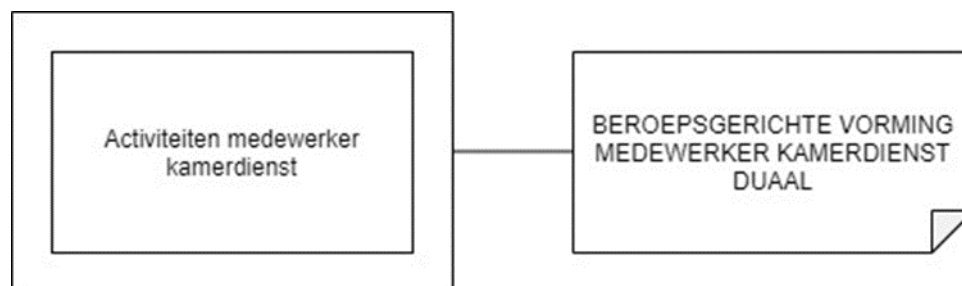 Activiteiten medewerker
kamerdienst
BEROEPSGERICHTE VORMING
MEDEWERKER KAMERDIENST
DUAAL